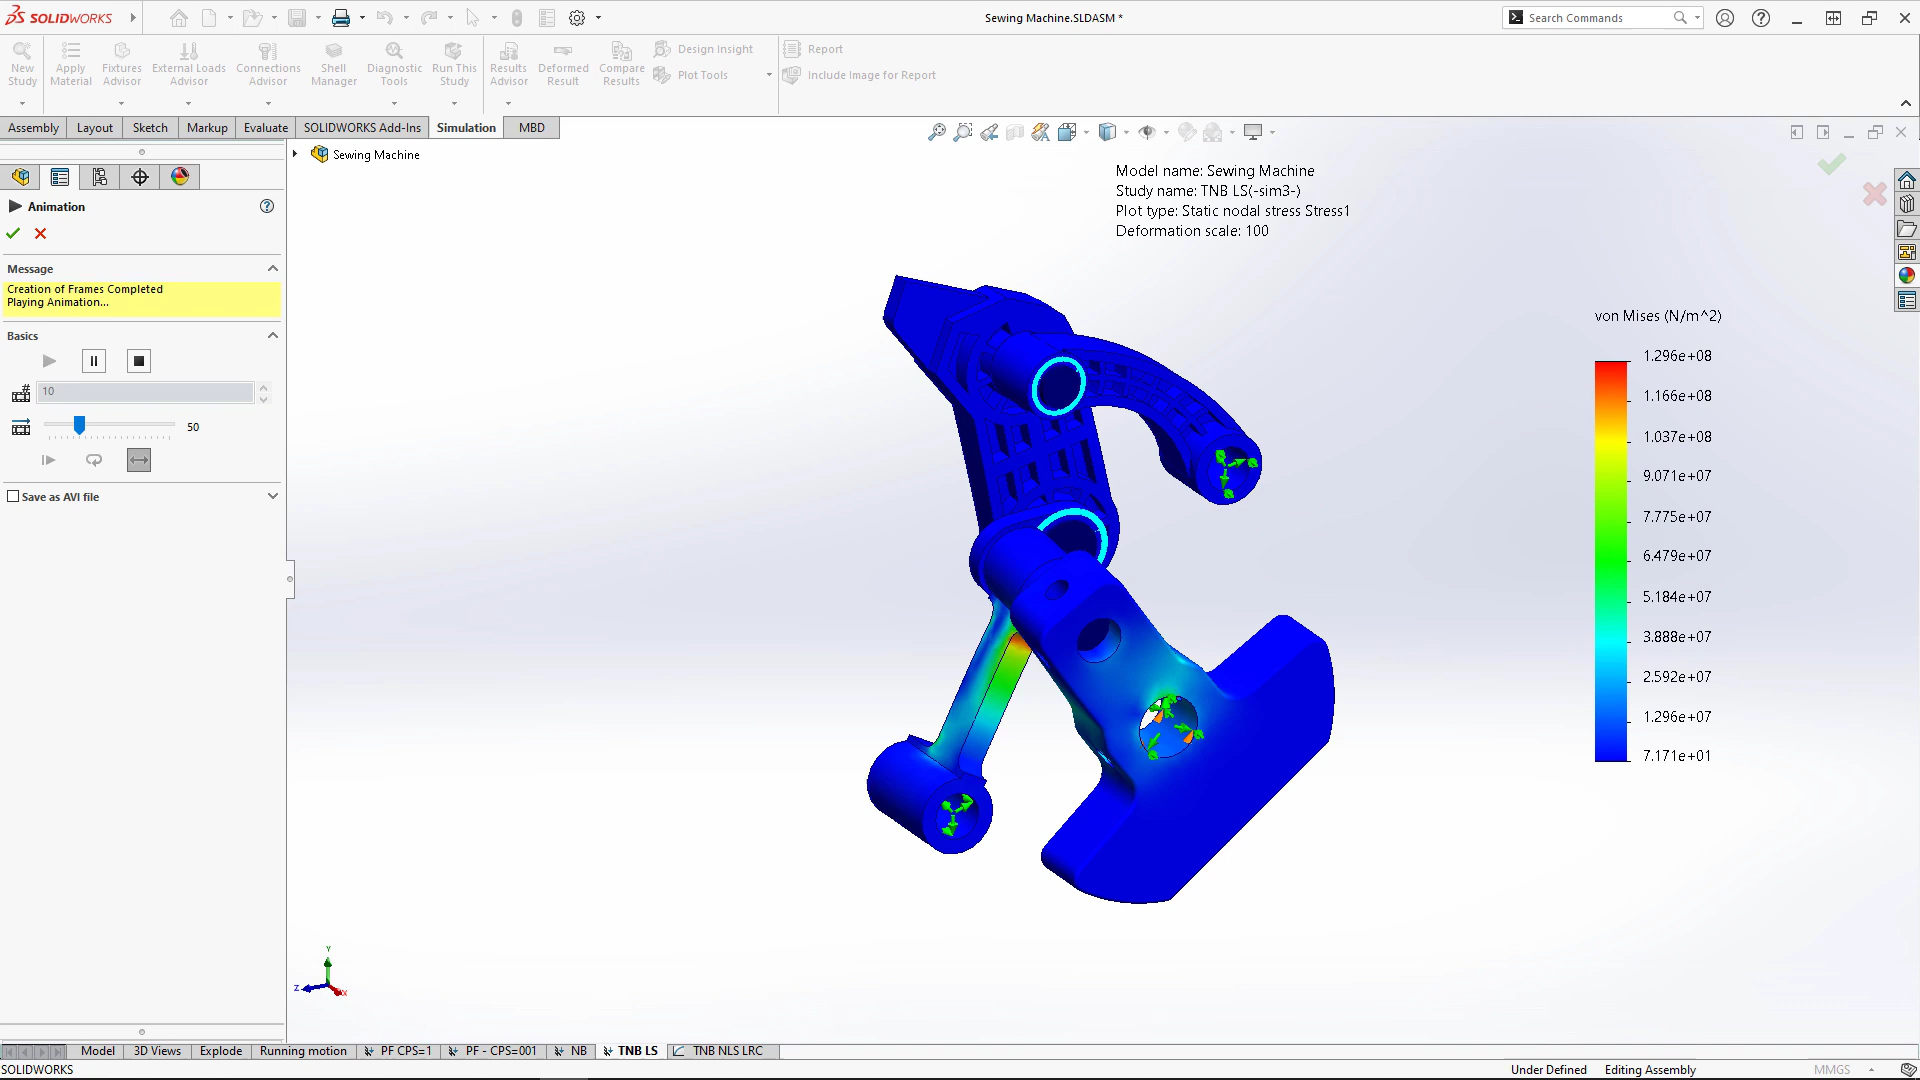 SOLIDWORKS
Sewing Machine.SLDASM *
Search Commands
New Study
Apply Material
Fixtures Advisor
External Loads Advisor
Connections Advisor
Shell Manager
Diagnostic Tools
Run This Study
Results Advisor
Deformed Result
Compare Results
Design Insight
Plot Tools
Report
Include Image for Report
Assembly
Layout
Sketch
Markup
Evaluate
SOLIDWORKS Add-Ins
Simulation
MBD
Sewing Machine
Animation
Message
Creation of Frames Completed
Playing Animation...
Basics
10
50
Save as AVI file
Model name: Sewing Machine
Study name: TNB LS(-sim3-)
Plot type: Static nodal stress Stress1
Deformation scale: 100
von Mises (N/m^2)
1.296e+08
1.166e+08
1.037e+08
9.071e+07
7.775e+07
6.479e+07
5.184e+07
3.888e+07
2.592e+07
1.296e+07
7.171e+01
Y
Z
X
Model
3D Views
Explode
Running motion
PF CPS=1
PF - CPS=001
NB
TNB LS
TNB NLS LRC
SOLIDWORKS
Under Defined
Editing Assembly
MMGS